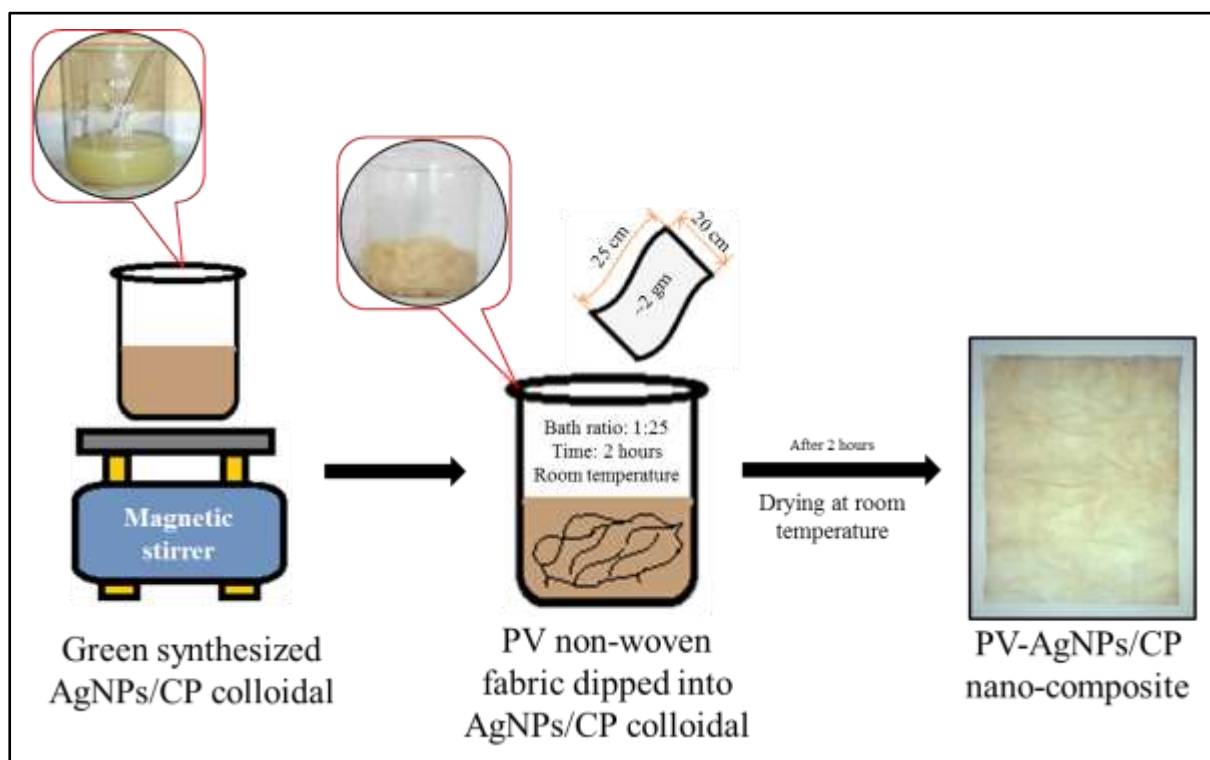 25 cm
20 cm
~2 gm
Bath ratio: 1:25
Time: 2 hours
Room temperature
After 2 hours
Drying at room
temperature
Magnetic
stirrer
Green synthesized
AgNPs/CP colloidal
PV non-woven
fabric dipped into
AgNPs/CP colloidal
PV-AgNPs/CP
nano-composite